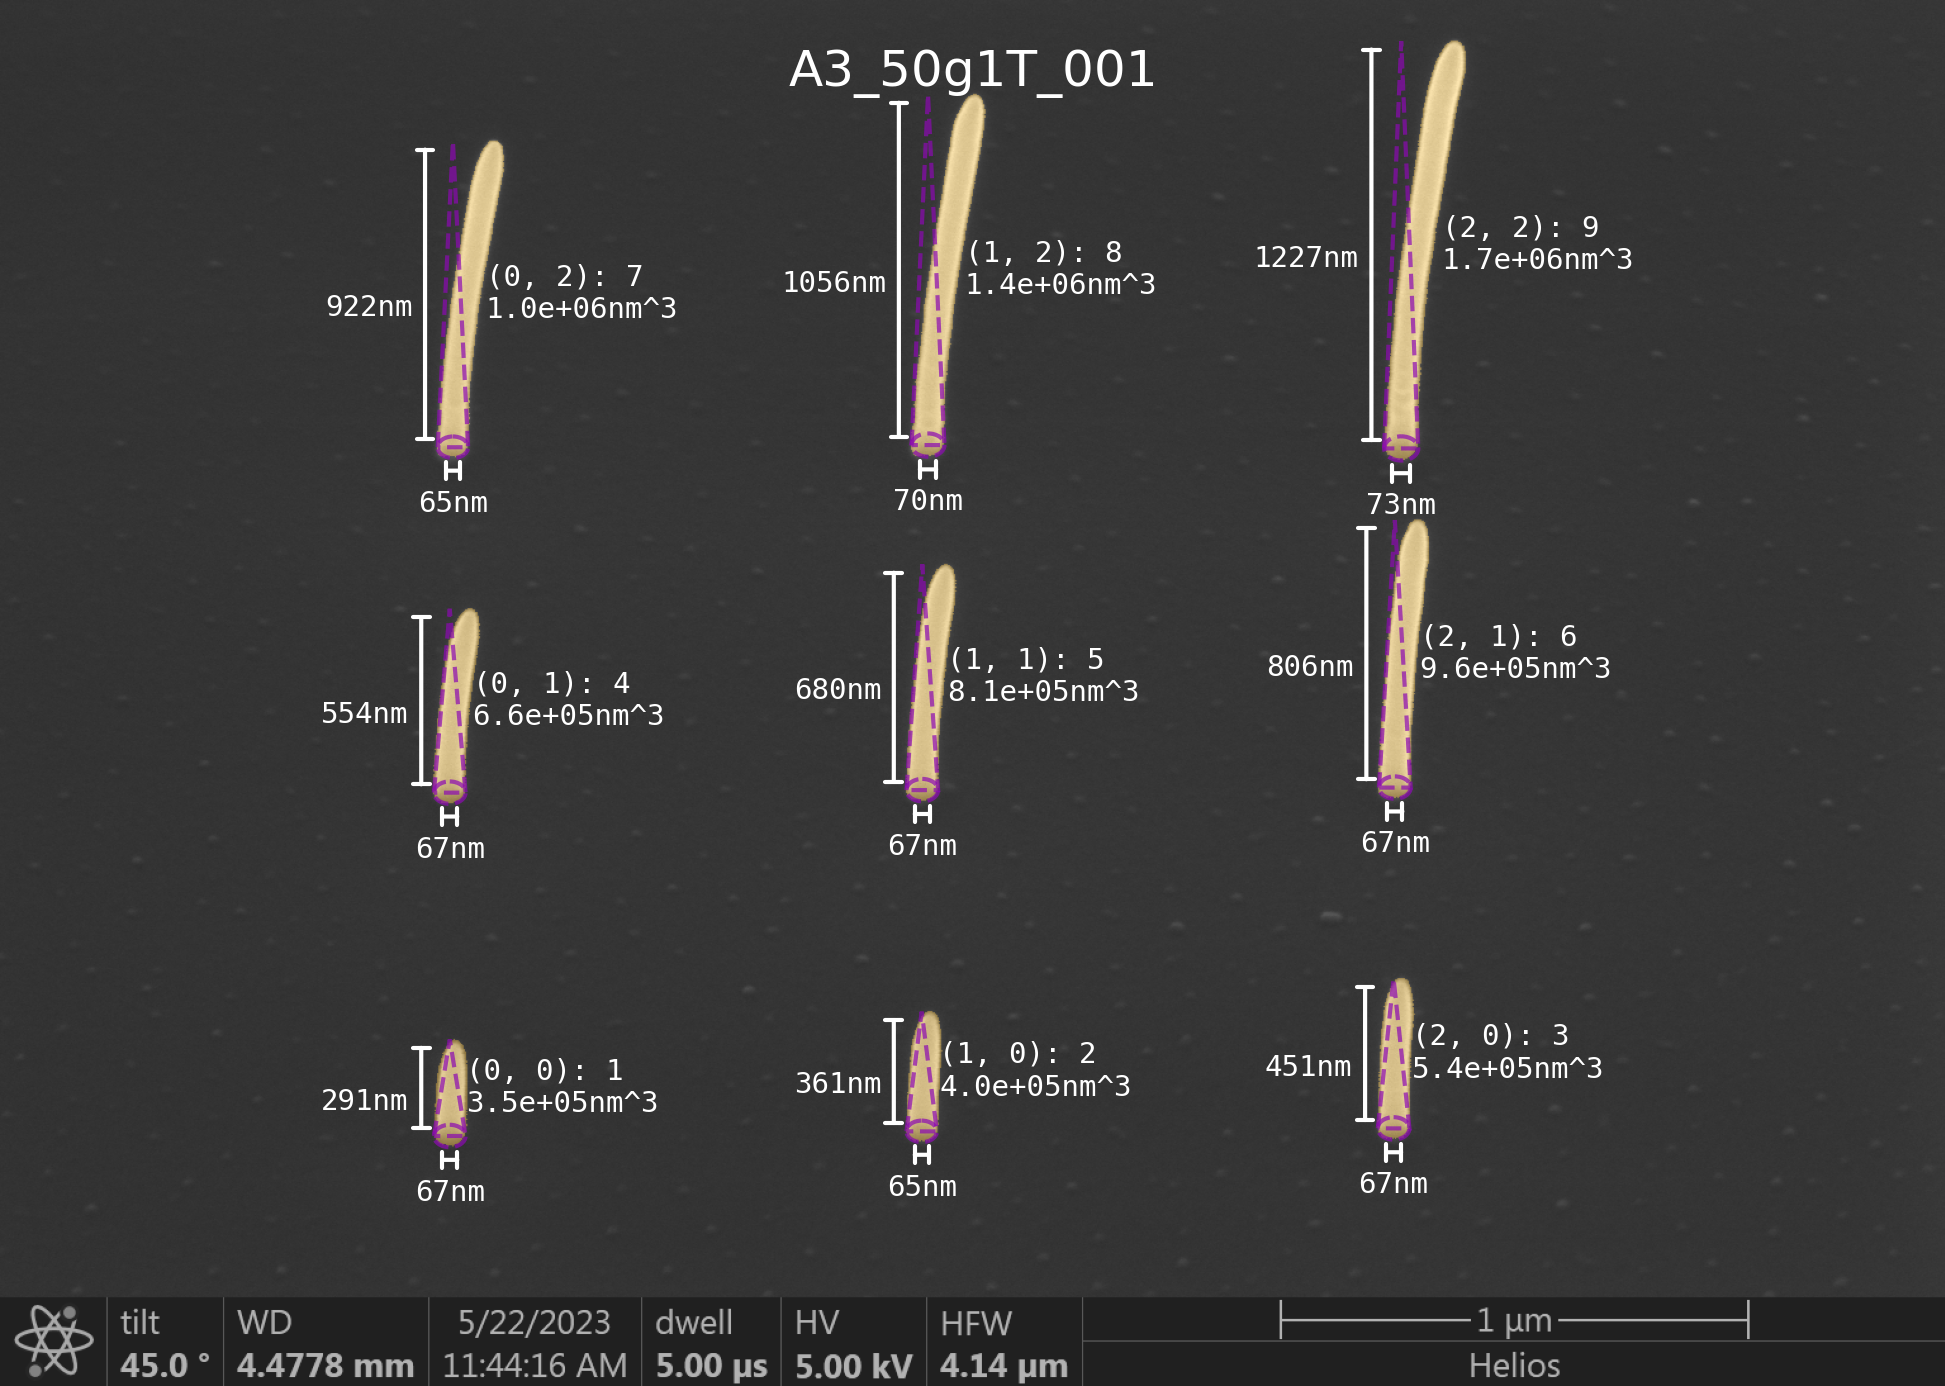 A3_50g1T_001
922nm
(0, 2): 7
1.0e+06nm^3
65nm
1056nm
(1, 2): 8
1.4e+06nm^3
70nm
1227nm
(2, 2): 9
1.7e+06nm^3
73nm
554nm
(0, 1): 4
6.6e+05nm^3
67nm
680nm
(1, 1): 5
8.1e+05nm^3
67nm
806nm
(2, 1): 6
9.6e+05nm^3
67nm
291nm
(0, 0): 1
3.5e+05nm^3
67nm
361nm
(1, 0): 2
4.0e+05nm^3
65nm
451nm
(2, 0): 3
5.4e+05nm^3
67nm
tilt
45.0 °
WD
4.4778 mm
5/22/2023
11:44:16 AM
dwell
5.00 µs
HV
5.00 kV
HFW
4.14 µm
1 µm
Helios